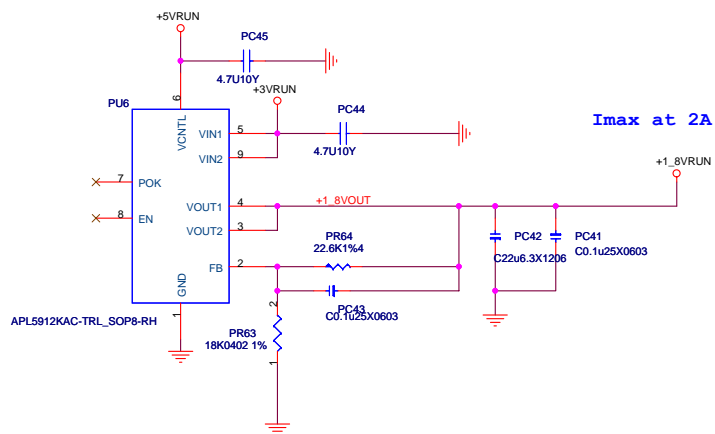 +5VRUN
PC45
4.7U10Y
+3VRUN
PU6
6
VCNTL
PC44
4.7U10Y
Imax at 2A
VIN1
5
VIN2
9
+1_8VRUN
7
POK
VOUT1
4
+1_8VOUT
8
EN
VOUT2
3
PR64
22.6K1%4
PC42
C22u6.3X1206
PC41
C0.1u25X0603
FB
2
GND
1
PC43
C0.1u25X0603
APL5912KAC-TRL_SOP8-RH
2
PR63
18K0402 1%
1